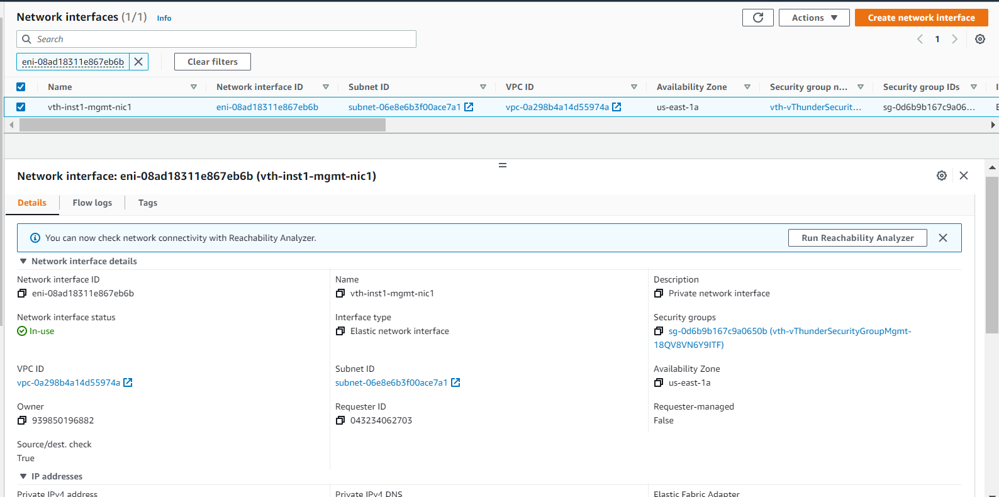 Network interfaces (1/1) Info
Actions
Create network interface
Search
1
eni-08ad18311e867eb6b
Clear filters
Name Network interface ID Subnet ID VPC ID Availability Zone Security group n... Security group IDs
vth-inst1-mgmt-nic1 eni-08ad18311e867eb6b subnet-06e8e6b3f00ace7a1 vpc-0a298b4a14d55974a us-east-1a vth-vThunderSecurit... sg-0d6b9b167c9a06...
Network interface: eni-08ad18311e867eb6b (vth-inst1-mgmt-nic1)
Details Flow logs Tags
You can now check network connectivity with Reachability Analyzer.
Run Reachability Analyzer
Network interface details
Network interface ID
eni-08ad18311e867eb6b
Name
vth-inst1-mgmt-nic1
Description
Private network interface
Network interface status
In-use
Interface type
Elastic network interface
Security groups
sg-0d6b9b167c9a0650b (vth-vThunderSecurityGroupMgmt-
18QV8VN6Y9ITF)
VPC ID
vpc-0a298b4a14d55974a
Subnet ID
subnet-06e8e6b3f00ace7a1
Availability Zone
us-east-1a
Owner
939850196882
Requester ID
043234062703
Requester-managed
False
Source/dest. check
True
IP addresses
Private IPv4 address
Private IPv4 DNS
Elastic Fabric Adapter